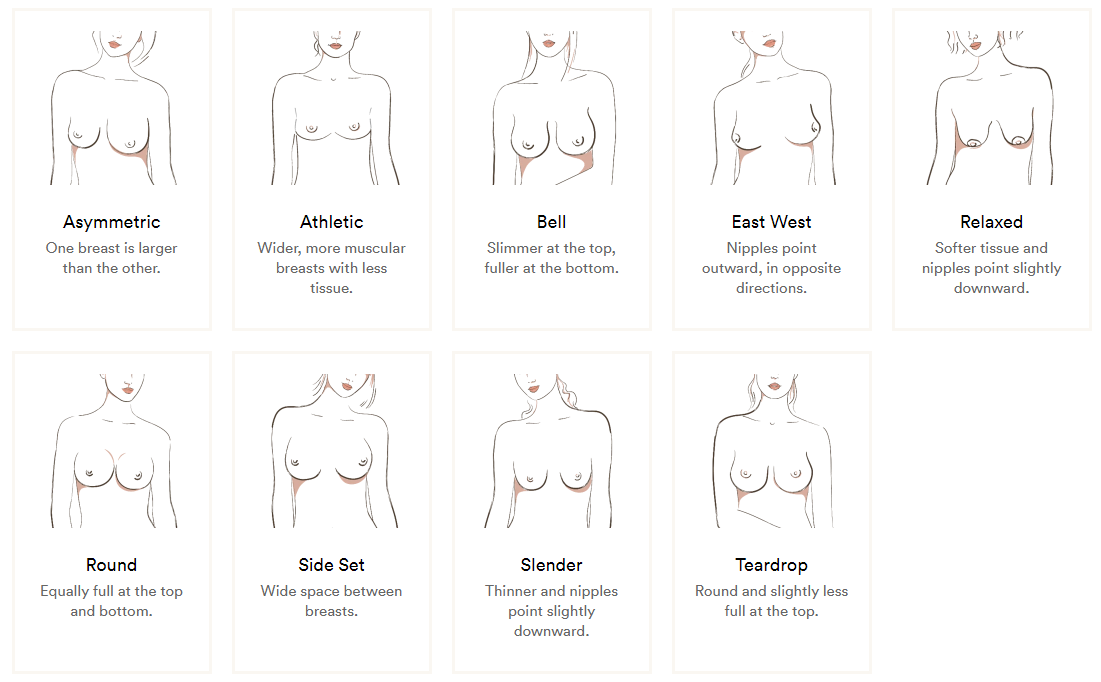 Asymmetric
One breast is larger
than the other.
Athletic
Wider, more muscular
breasts with less
tissue.
Bell
Slimmer at the top,
fuller at the bottom.
East West
Nipples point
outward, in opposite
directions.
Relaxed
Softer tissue and
nipples point slightly
downward.
Round
Equally full at the top
and bottom.
Side Set
Wide space between
breasts.
Slender
Thinner and nipples
point slightly
downward.
Teardrop
Round and slightly less
full at the top.